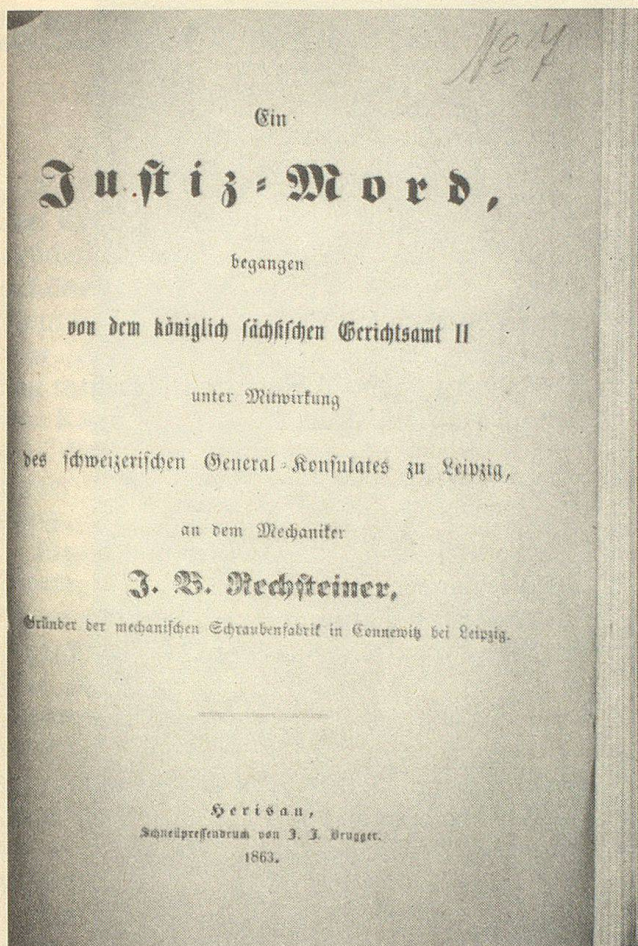 No 7
Ein
Justiz-Mord,
begangen
von dem königlich sächsischen Gerichtsamt II
unter Mitwirkung
des schweizerischen General-Konsulates zu Leipzig,
an dem Mechaniker
J. B. Rechsteiner,
Gründer der mechanischen Schraubenfabrik in Connewitz bei Leipzig.
Herisau,
Schnellpressendruck von J. J. Brugger.
1863.